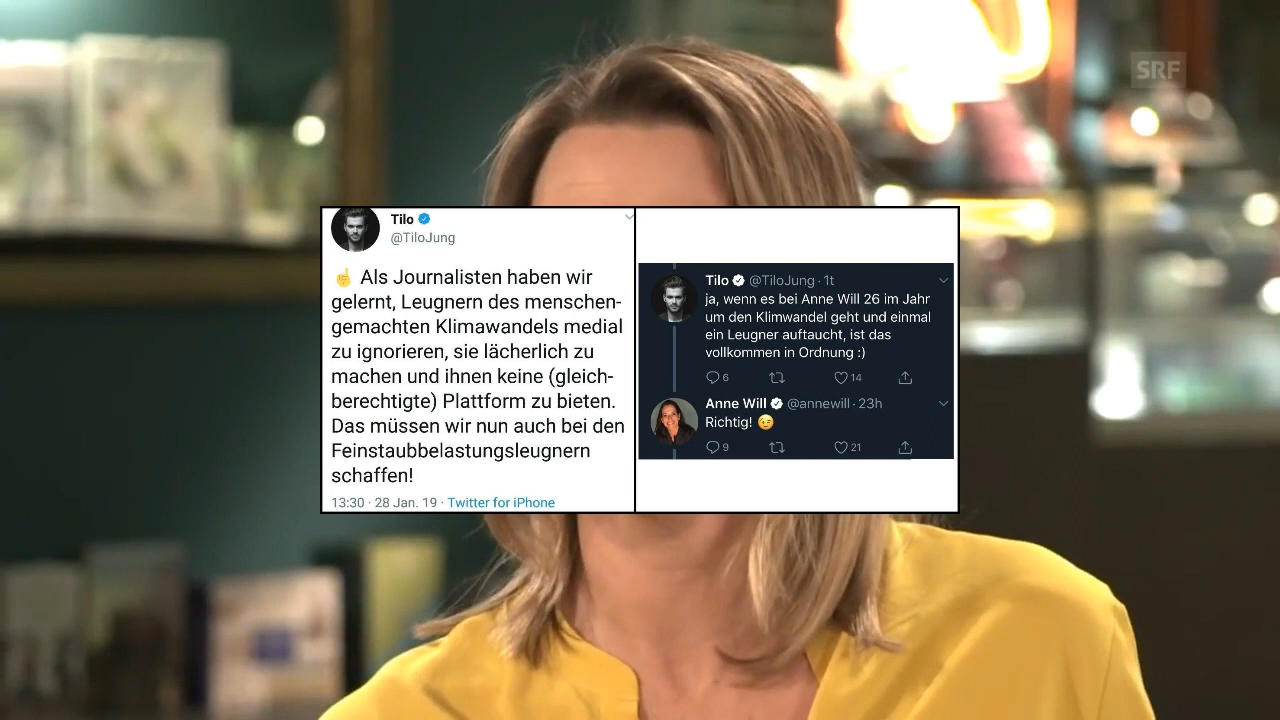 SRF
Tilo
@TiloJung
☝ Als Journalisten haben wir
gelernt, Leugnern des menschen-
gemachten Klimawandels medial
zu ignorieren, sie lächerlich zu
machen und ihnen keine (gleich-
berechtigte) Plattform zu bieten.
Das müssen wir nun auch bei den
Feinstaubbelastungsleugnern
schaffen!
13:30 · 28 Jan. 19 · Twitter for iPhone
Tilo @TiloJung · 1t
ja, wenn es bei Anne Will 26 im Jahr
um den Klimwandel geht und einmal
ein Leugner auftaucht, ist das
vollkommen in Ordnung :)
6 14
Anne Will @annewill · 23h
Richtig! 😉
9 21